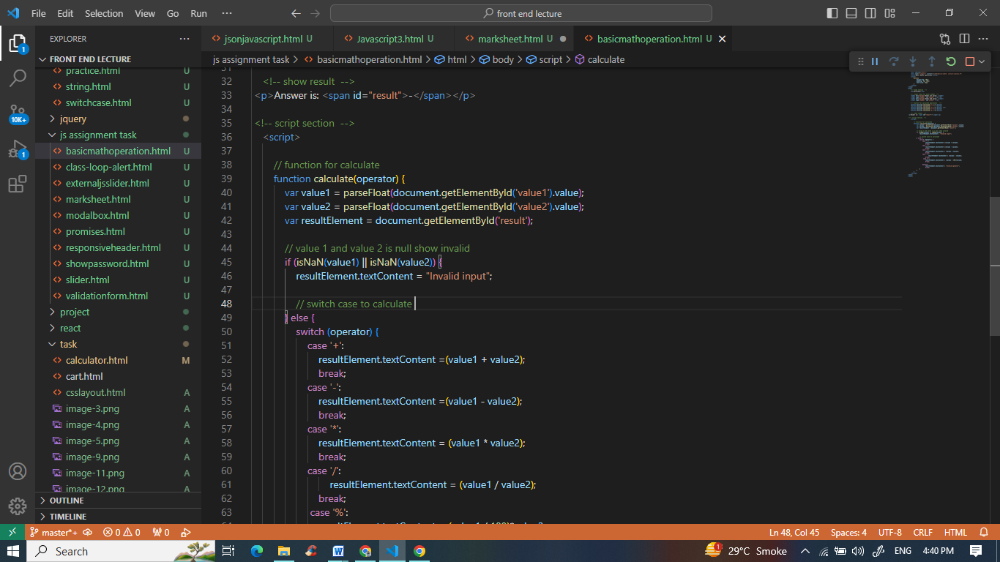 File Edit Selection View Go Run ··· front end lecture
EXPLORER ···
jsonjavascript.html U Javascript3.html U marksheet.html U basicmathoperation.html U
js assignment task > basicmathoperation.html > html > body > script > calculate
FRONT END LECTURE
practice.html U
string.html U
switchcase.html U
jquery
js assignment task
basicmathoperation.html U
class-loop-alert.html U
externaljsslider.html U
marksheet.html U
modalbox.html U
promises.html U
responsiveheader.html U
showpassword.html U
slider.html U
validationform.html U
project
react
task
calculator.html M
cart.html
csslayout.html A
image-3.png A
image-4.png A
image-5.png A
image-9.png A
image-11.png A
image-12.png A
OUTLINE
TIMELINE
1
10K+
1
31
32 <!-- show result -->
33 <p>Answer is: <span id="result">-</span></p>
34
35 <!-- script section -->
36 <script>
37
38 // function for calculate
39 function calculate(operator) {
40 var value1 = parseFloat(document.getElementById('value1').value);
41 var value2 = parseFloat(document.getElementById('value2').value);
42 var resultElement = document.getElementById('result');
43
44 // value 1 and value 2 is null show invalid
45 if (isNaN(value1) || isNaN(value2)) {
46 resultElement.textContent = "Invalid input";
47
48 // switch case to calculate
49 } else {
50 switch (operator) {
51 case '+':
52 resultElement.textContent =(value1 + value2);
53 break;
54 case '-':
55 resultElement.textContent =(value1 - value2);
56 break;
57 case '*':
58 resultElement.textContent = (value1 * value2);
59 break;
60 case '/':
61 resultElement.textContent = (value1 / value2);
62 break;
63 case '%':
master*+ 0 0 0 Ln 48, Col 45 Spaces: 4 UTF-8 CRLF HTML
Search 1 29°C Smoke ENG 4:40 PM